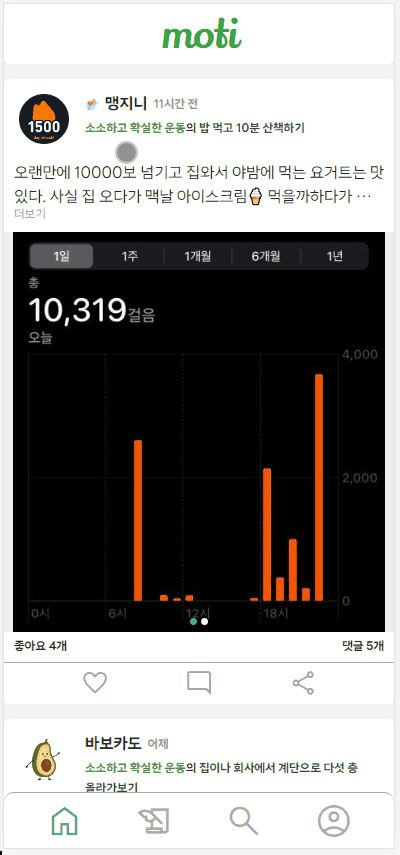 moti
1500
맹지니 11시간 전
소소하고 확실한 운동의 밥 먹고 10분 산책하기
오랜만에 10000보 넘기고 집와서 야밤에 먹는 요거트는 맛
있다. 사실 집 오다가 맥날 아이스크림🍦 먹을까하다가 ⋯
더보기
1일 1주 1개월 6개월 1년
총
10,319걸음
오늘
4,000
2,000
0
0시 6시 12시 18시
좋아요 4개 댓글 5개
바보카도 어제
소소하고 확실한 운동의 집이나 회사에서 계단으로 다섯 층
올라가보기